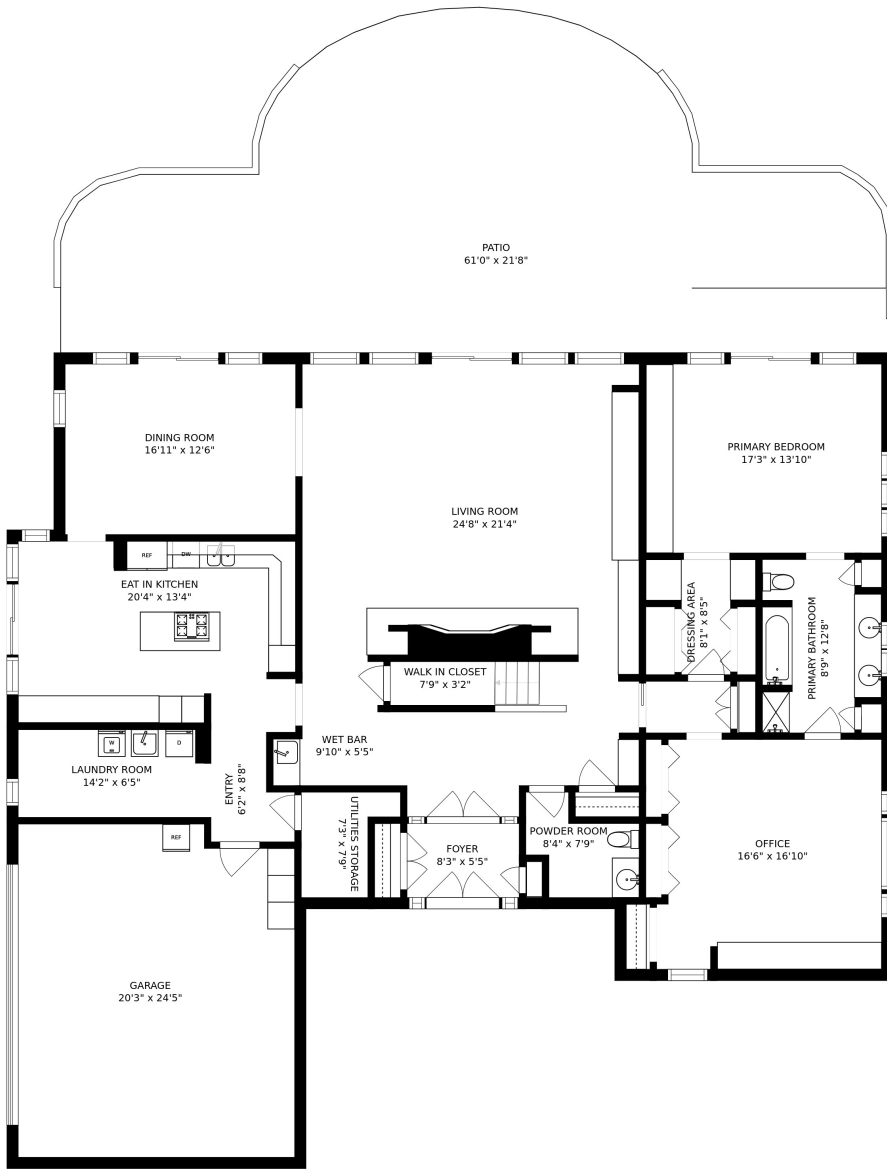 PATIO
61'0" x 21'8"
DINING ROOM
16'11" x 12'6"
PRIMARY BEDROOM
17'3" x 13'10"
LIVING ROOM
24'8" x 21'4"
REF
DW
EAT IN KITCHEN
20'4" x 13'4"
DRESSING AREA
8'1" x 8'5"
PRIMARY BATHROOM
8'9" x 12'8"
WALK IN CLOSET
7'9" x 3'2"
WET BAR
9'10" x 5'5"
W
D
LAUNDRY ROOM
14'2" x 6'5"
ENTRY
6'2" x 8'8"
UTILITIES STORAGE
7'3" x 7'9"
FOYER
8'3" x 5'5"
POWDER ROOM
8'4" x 7'9"
OFFICE
16'6" x 16'10"
REF
GARAGE
20'3" x 24'5"